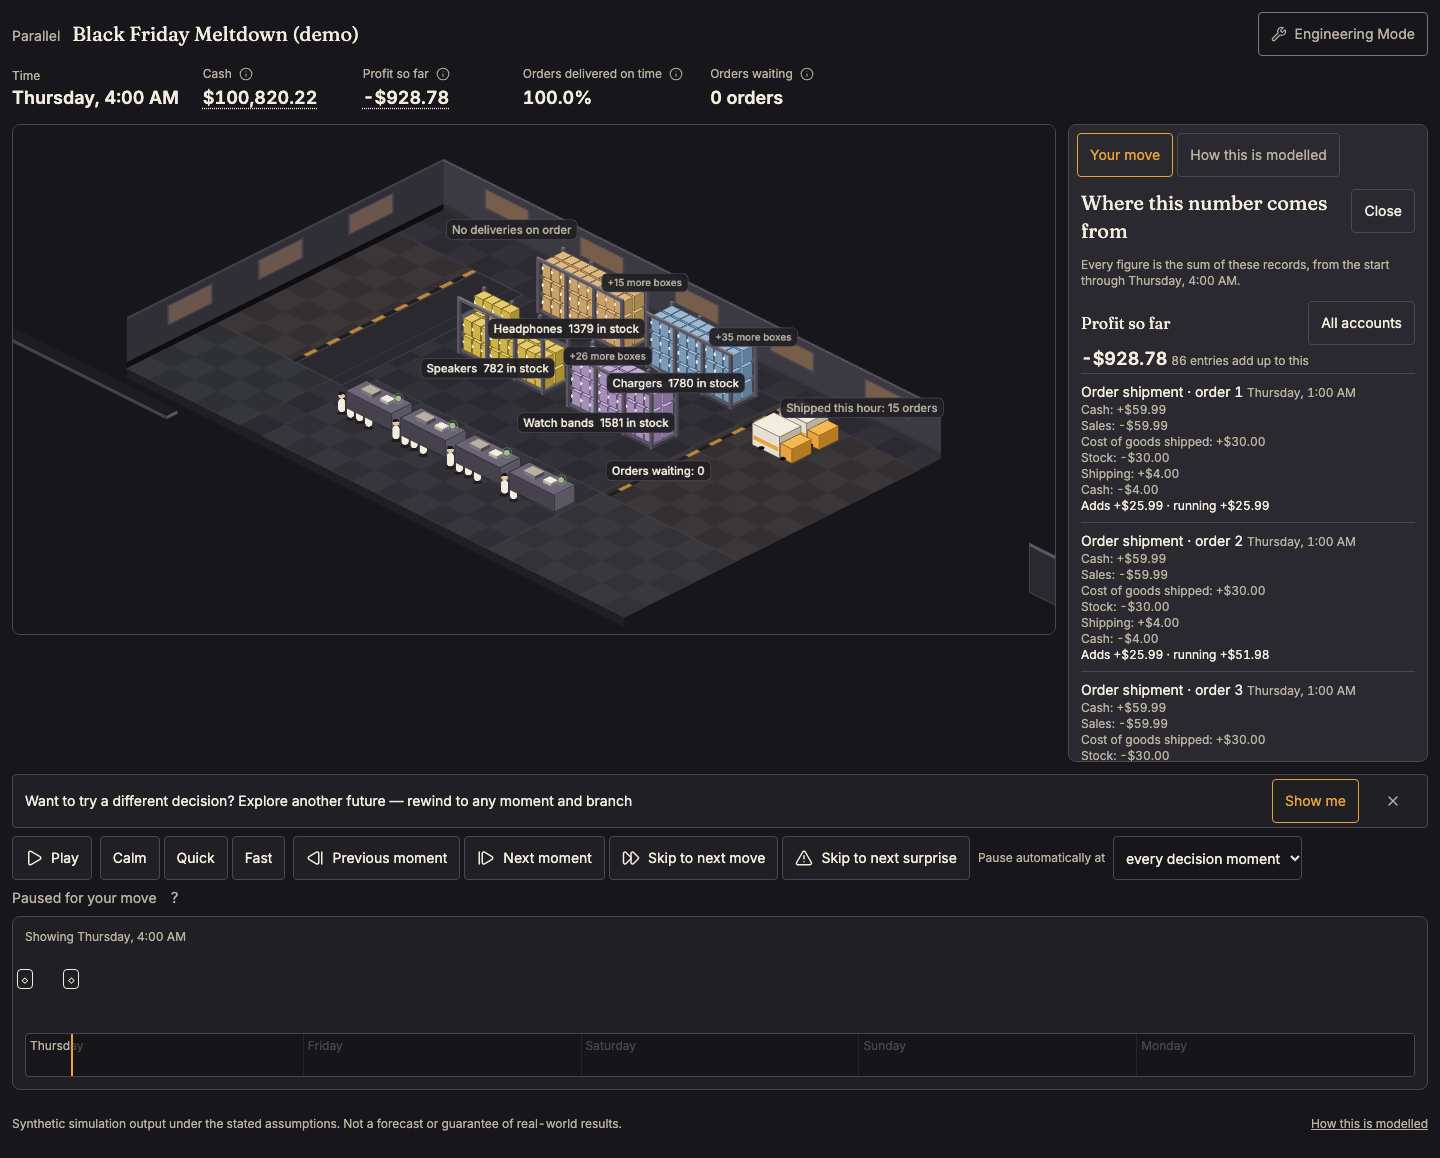 Parallel Black Friday Meltdown (demo)
Engineering Mode
Time
Thursday, 4:00 AM
Cash
$100,820.22
Profit so far
-$928.78
Orders delivered on time
100.0%
Orders waiting
0 orders
No deliveries on order
+15 more boxes
Headphones 1379 in stock
+35 more boxes
+26 more boxes
Speakers 782 in stock
Chargers 1780 in stock
Shipped this hour: 15 orders
Watch bands 1581 in stock
Orders waiting: 0
Your move
How this is modelled
Where this number comes
from
Close
Every figure is the sum of these records, from the start
through Thursday, 4:00 AM.
Profit so far
All accounts
-$928.78 86 entries add up to this
Order shipment · order 1 Thursday, 1:00 AM
Cash: +$59.99
Sales: -$59.99
Cost of goods shipped: +$30.00
Stock: -$30.00
Shipping: +$4.00
Cash: -$4.00
Adds +$25.99 · running +$25.99
Order shipment · order 2 Thursday, 1:00 AM
Cash: +$59.99
Sales: -$59.99
Cost of goods shipped: +$30.00
Stock: -$30.00
Shipping: +$4.00
Cash: -$4.00
Adds +$25.99 · running +$51.98
Order shipment · order 3 Thursday, 1:00 AM
Cash: +$59.99
Sales: -$59.99
Cost of goods shipped: +$30.00
Stock: -$30.00
Want to try a different decision? Explore another future — rewind to any moment and branch
Show me
Play
Calm
Quick
Fast
Previous moment
Next moment
Skip to next move
Skip to next surprise
Pause automatically at
every decision moment
Paused for your move ?
Showing Thursday, 4:00 AM
Thursday
Friday
Saturday
Sunday
Monday
Synthetic simulation output under the stated assumptions. Not a forecast or guarantee of real-world results.
How this is modelled